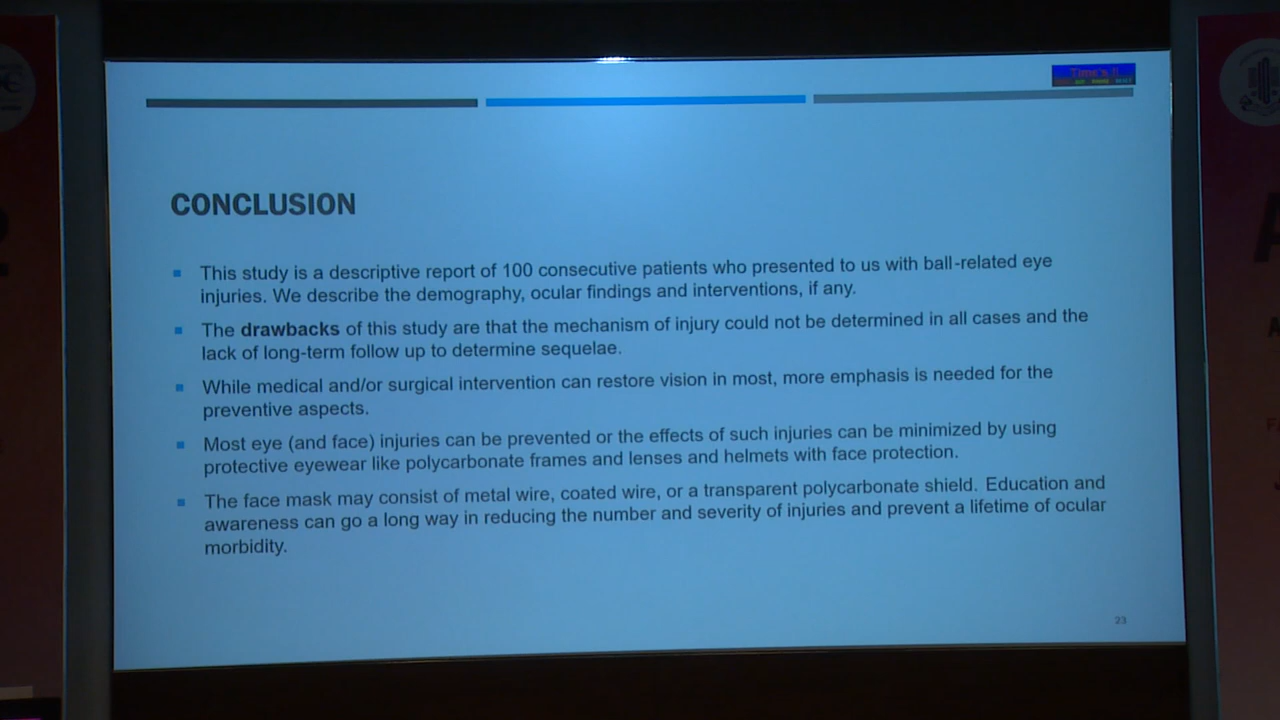 Time's
CONCLUSION
This study is a descriptive report of 100 consecutive patients who presented to us with ball-related eye
injuries. We describe the demography, ocular findings and interventions, if any.
The drawbacks of this study are that the mechanism of injury could not be determined in all cases and the
lack of long-term follow up to determine sequelae.
While medical and/or surgical intervention can restore vision in most, more emphasis is needed for the
preventive aspects.
Most eye (and face) injuries can be prevented or the effects of such injuries can be minimized by using
protective eyewear like polycarbonate frames and lenses and helmets with face protection.
The face mask may consist of metal wire, coated wire, or a transparent polycarbonate shield. Education and
awareness can go a long way in reducing the number and severity of injuries and prevent a lifetime of ocular
morbidity.
23